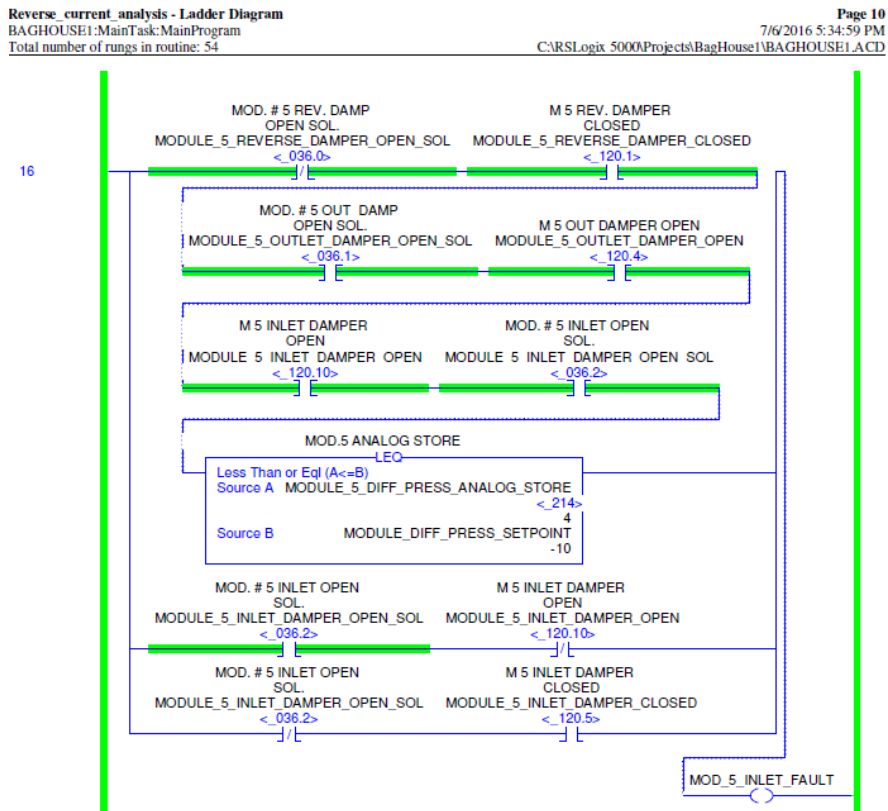 Reverse_current_analysis - Ladder Diagram
Page 10
BAGHOUSE1:MainTask:MainProgram
7/6/2016 5:34:59 PM
Total number of rungs in routine: 54
C:\RSLogix 5000\Projects\BagHouse1\BAGHOUSE1.ACD
16
MOD. # 5 REV. DAMP
OPEN SOL.
MODULE_5_REVERSE_DAMPER_OPEN_SOL
<_036.0>
M 5 REV. DAMPER
CLOSED
MODULE_5_REVERSE_DAMPER_CLOSED
<_120.1>
MOD. # 5 OUT DAMP
OPEN SOL.
MODULE_5_OUTLET_DAMPER_OPEN_SOL
<_036.1>
M 5 OUT DAMPER OPEN
MODULE_5_OUTLET_DAMPER_OPEN
<_120.4>
M 5 INLET DAMPER
OPEN
MODULE_5_INLET_DAMPER_OPEN
<_120.10>
MOD. # 5 INLET OPEN
SOL.
MODULE_5_INLET_DAMPER_OPEN_SOL
<_036.2>
MOD.5 ANALOG STORE
LEQ
Less Than or Eql (A<=B)
Source A MODULE_5_DIFF_PRESS_ANALOG_STORE
<_214>
4
Source B MODULE_DIFF_PRESS_SETPOINT
-10
MOD. # 5 INLET OPEN
SOL.
MODULE_5_INLET_DAMPER_OPEN_SOL
<_036.2>
M 5 INLET DAMPER
OPEN
MODULE_5_INLET_DAMPER_OPEN
<_120.10>
MOD. # 5 INLET OPEN
SOL.
MODULE_5_INLET_DAMPER_OPEN_SOL
<_036.2>
M 5 INLET DAMPER
CLOSED
MODULE_5_INLET_DAMPER_CLOSED
<_120.5>
MOD_5_INLET_FAULT